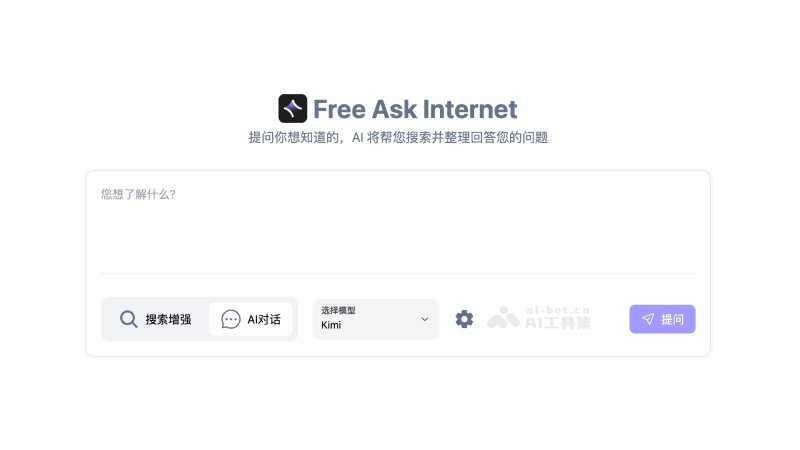 Free Ask Internet
提问你想知道的，AI 将帮您搜索并整理回答您的问题
您想了解什么?
搜索增强
AI对话
选择模型
Kimi
ai-bot.cn
AI工具集
提问